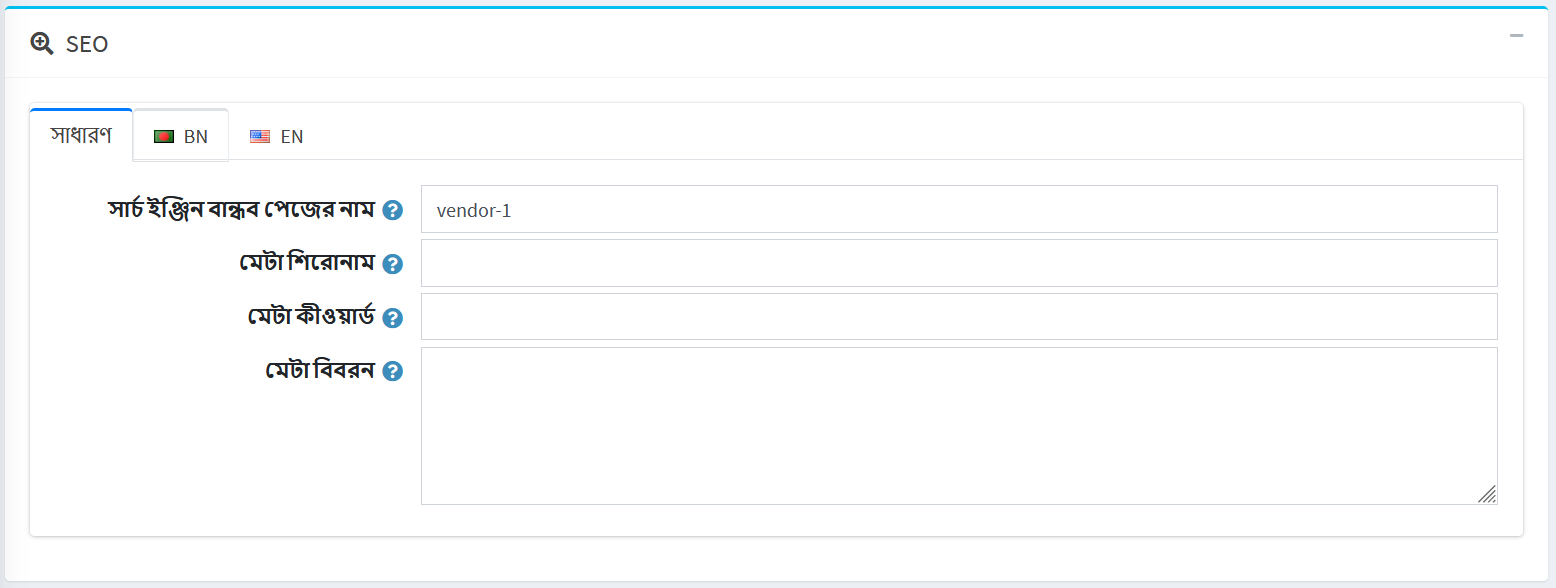 SEO
সাধারণ BN EN
সার্চ ইঞ্জিন বান্ধব পেজের নাম vendor-1
মেটা শিরোনাম
মেটা কীওয়ার্ড
মেটা বিবরন